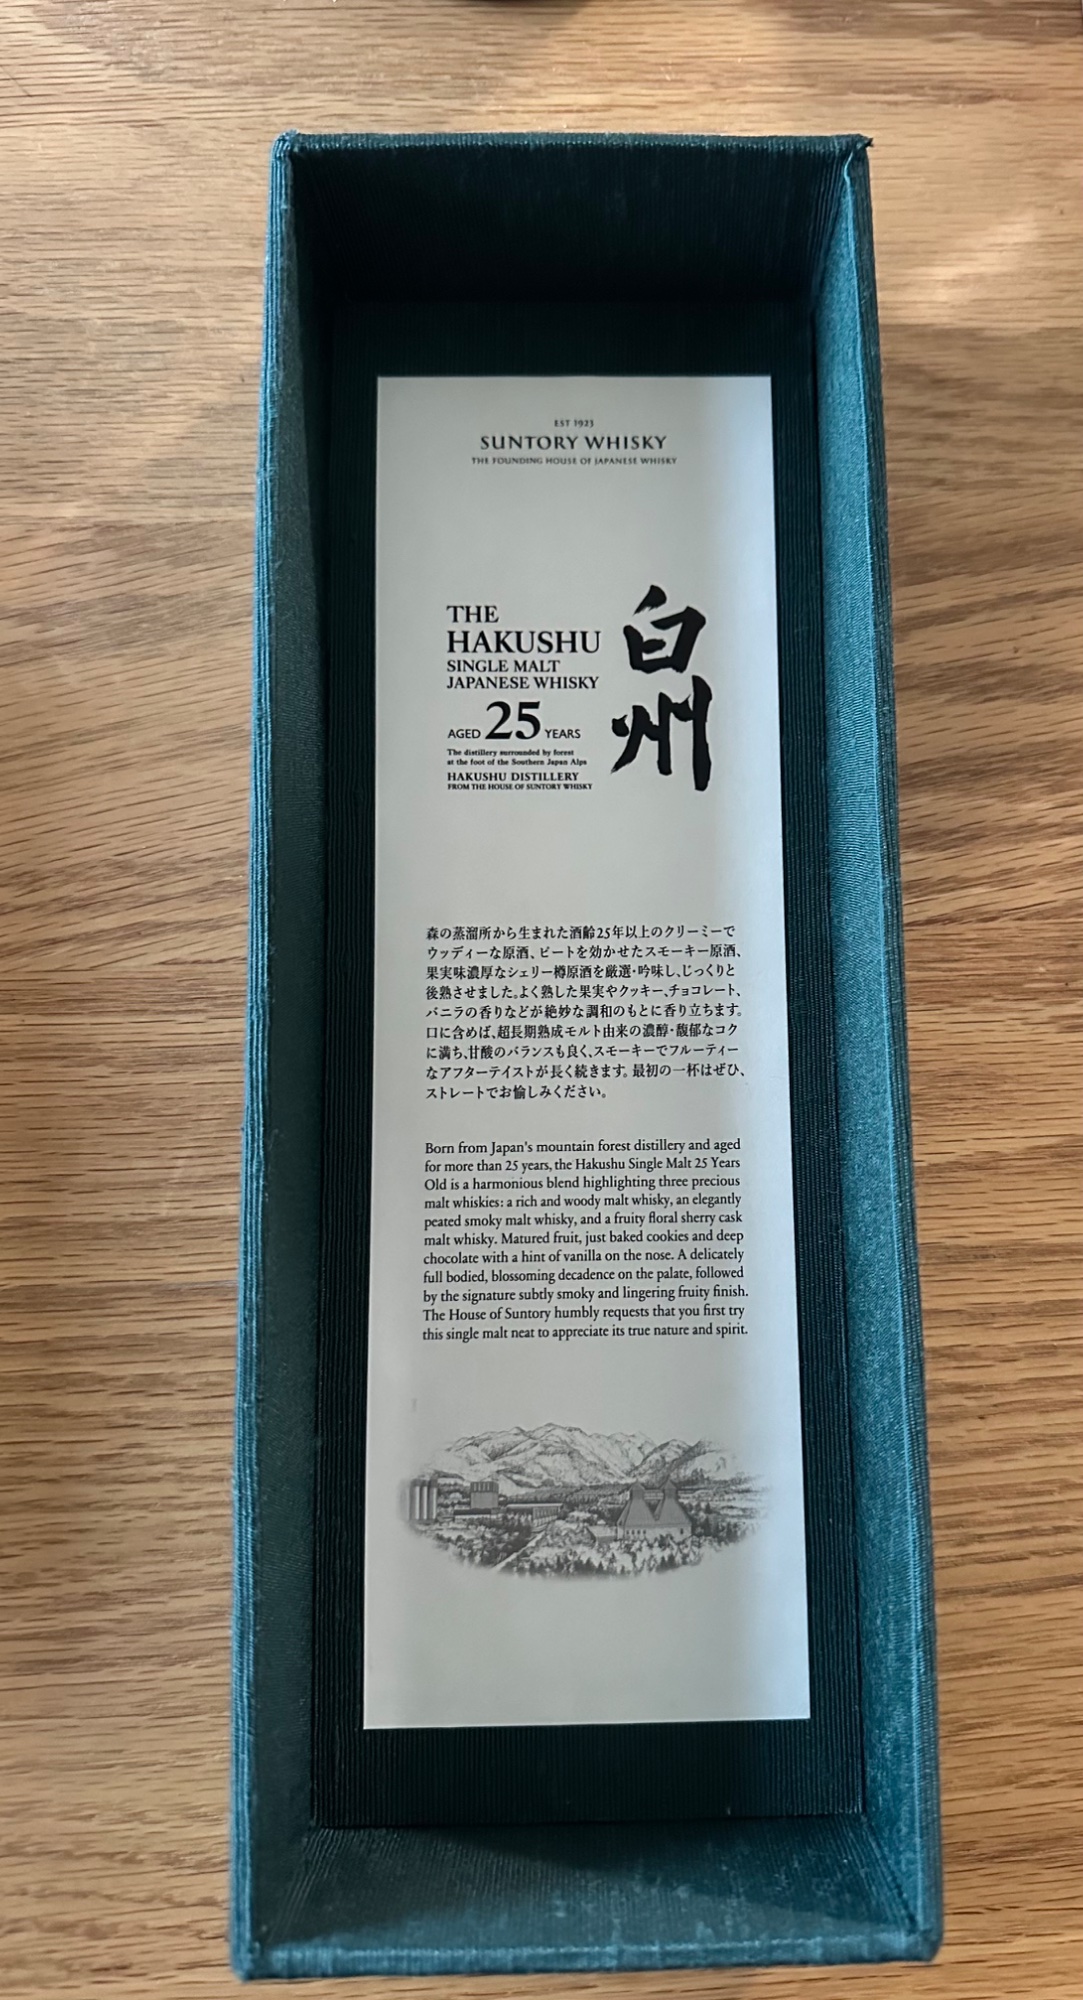 EST 1923
SUNTORY WHISKY
THE FOUNDING HOUSE OF JAPANESE WHISKY
THE
HAKUSHU
SINGLE MALT
JAPANESE WHISKY
AGED 25 YEARS
The distillery surrounded by forest
at the foot of the Southern Japan Alps
HAKUSHU DISTILLERY
FROM THE HOUSE OF SUNTORY WHISKY
白州
森の蒸溜所から生まれた酒齢25年以上のクリーミーで
ウッディーな原酒、ピートを効かせたスモーキー原酒、
果実味濃厚なシェリー樽原酒を厳選・吟味し、じっくりと
後熟させました。よく熟した果実やクッキー、チョコレート、
バニラの香りなどが絶妙な調和のもとに香り立ちます。
口に含めば、超長期熟成モルト由来の濃醇・馥郁なコク
に満ち、甘酸のバランスも良く、スモーキーでフルーティー
なアフターテイストが長く続きます。最初の一杯はぜひ、
ストレートでお愉しみください。
Born from Japan's mountain forest distillery and aged
for more than 25 years, the Hakushu Single Malt 25 Years
Old is a harmonious blend highlighting three precious
malt whiskies: a rich and woody malt whisky, an elegantly
peated smoky malt whisky, and a fruity floral sherry cask
malt whisky. Matured fruit, just baked cookies and deep
chocolate with a hint of vanilla on the nose. A delicately
full bodied, blossoming decadence on the palate, followed
by the signature subtly smoky and lingering fruity finish.
The House of Suntory humbly requests that you first try
this single malt neat to appreciate its true nature and spirit.